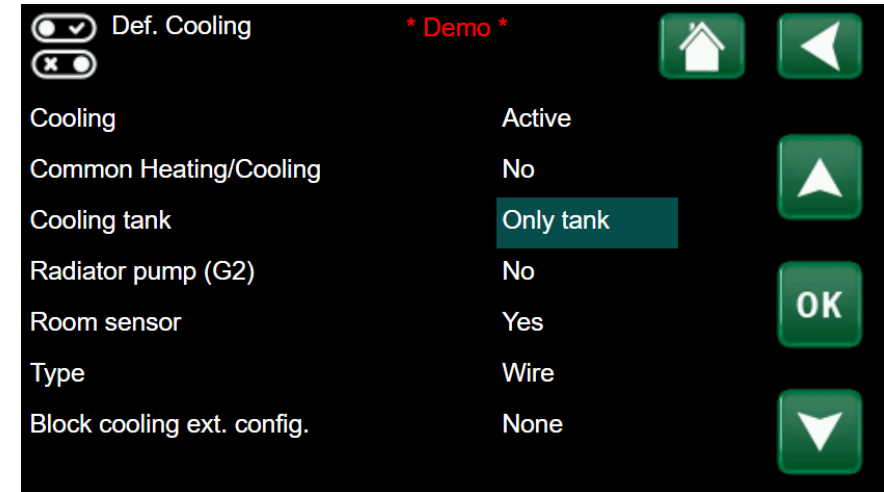 Def. Cooling * Demo *
Cooling Active
Common Heating/Cooling No
Cooling tank Only tank
Radiator pump (G2) No
OK
Room sensor Yes
Type Wire
Block cooling ext. config. None